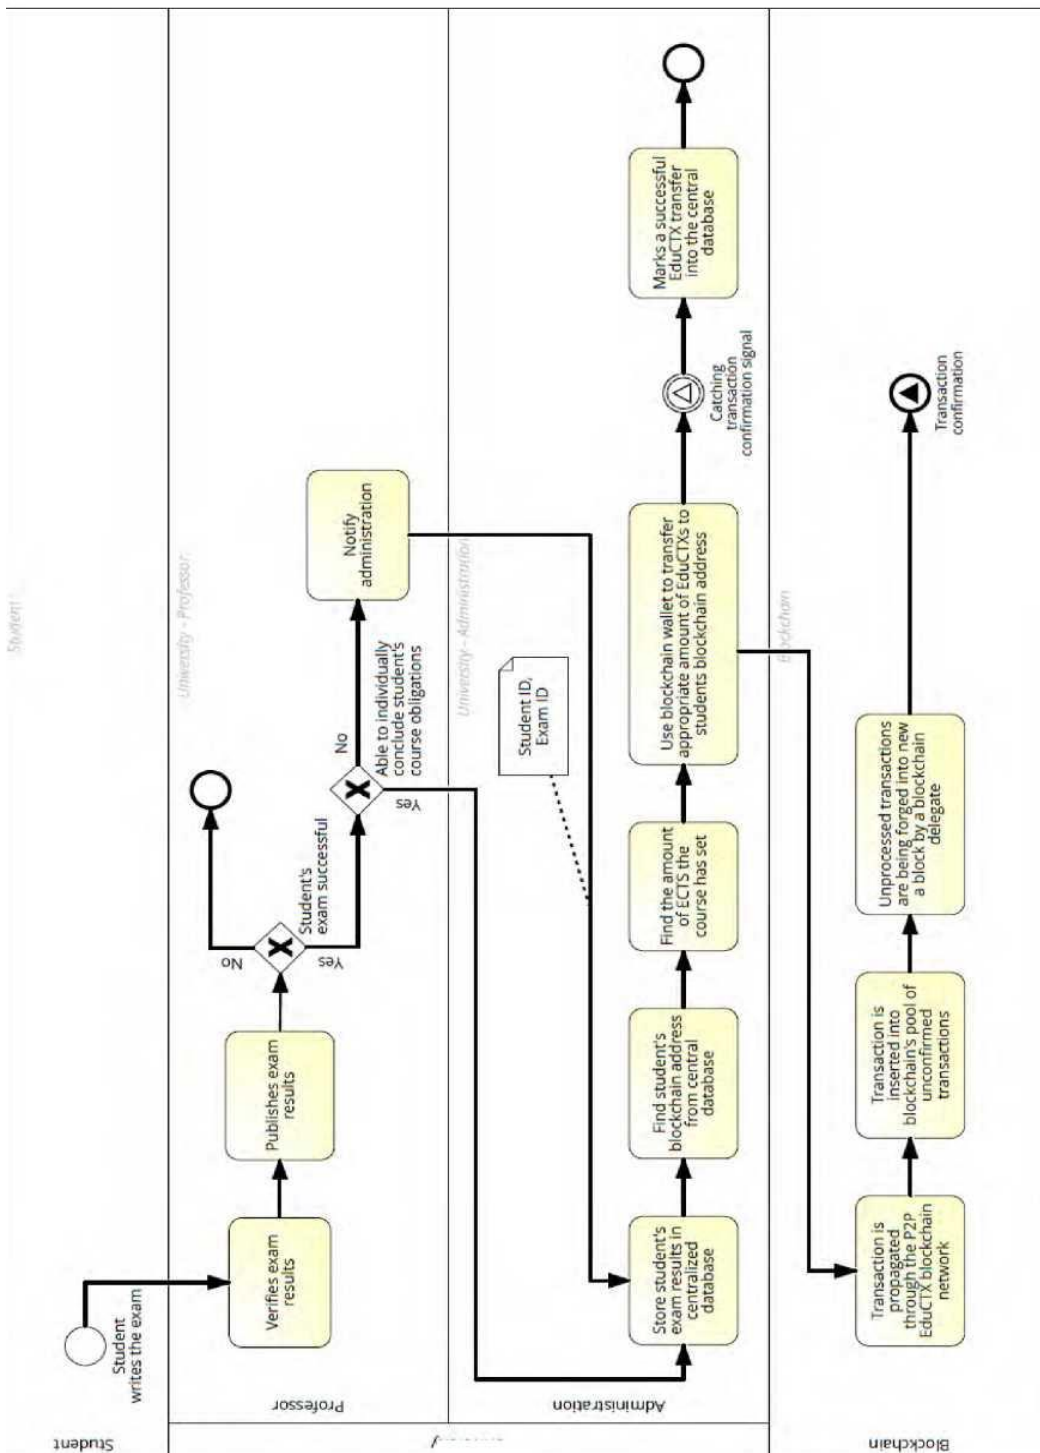 Student
Student
Student
writes the exam
Professor
University - Professor
Verifies exam
results
Publishes exam
results
Student's
exam successful
No
Yes
Able to individually
conclude student's
course obligations
No
Yes
Notify
administration
Administration
University - Administration
Store student's
exam results in
centralized
database
Find student's
blockchain address
from central
database
Find the amount
of ECTS the
course has set
Student ID,
Exam ID
Use blockchain wallet to transfer
appropriate amount of EduCTXs to
students blockchain address
Catching
transaction
confirmation signal
Marks a successful
EduCTX transfer
into the central
database
Blockchain
Blockchain
Transaction is
propagated
through the P2P
EduCTX blockchain
network
Transaction is
inserted into
blockchain's pool of
unconfirmed
transactions
Unprocessed transactions
are being forged into new
a block by a blockchain
delegate
Transaction
confirmation